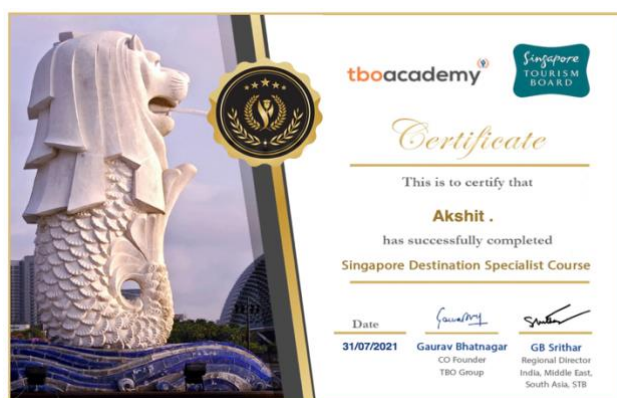 tboacademy
Singapore
TOURISM
BOARD
Certificate
This is to certify that
Akshit .
has successfully completed
Singapore Destination Specialist Course
Date
31/07/2021
Gaurav Bhatnagar
CO Founder
TBO Group
GB Srithar
Regional Director
India, Middle East,
South Asia, STB